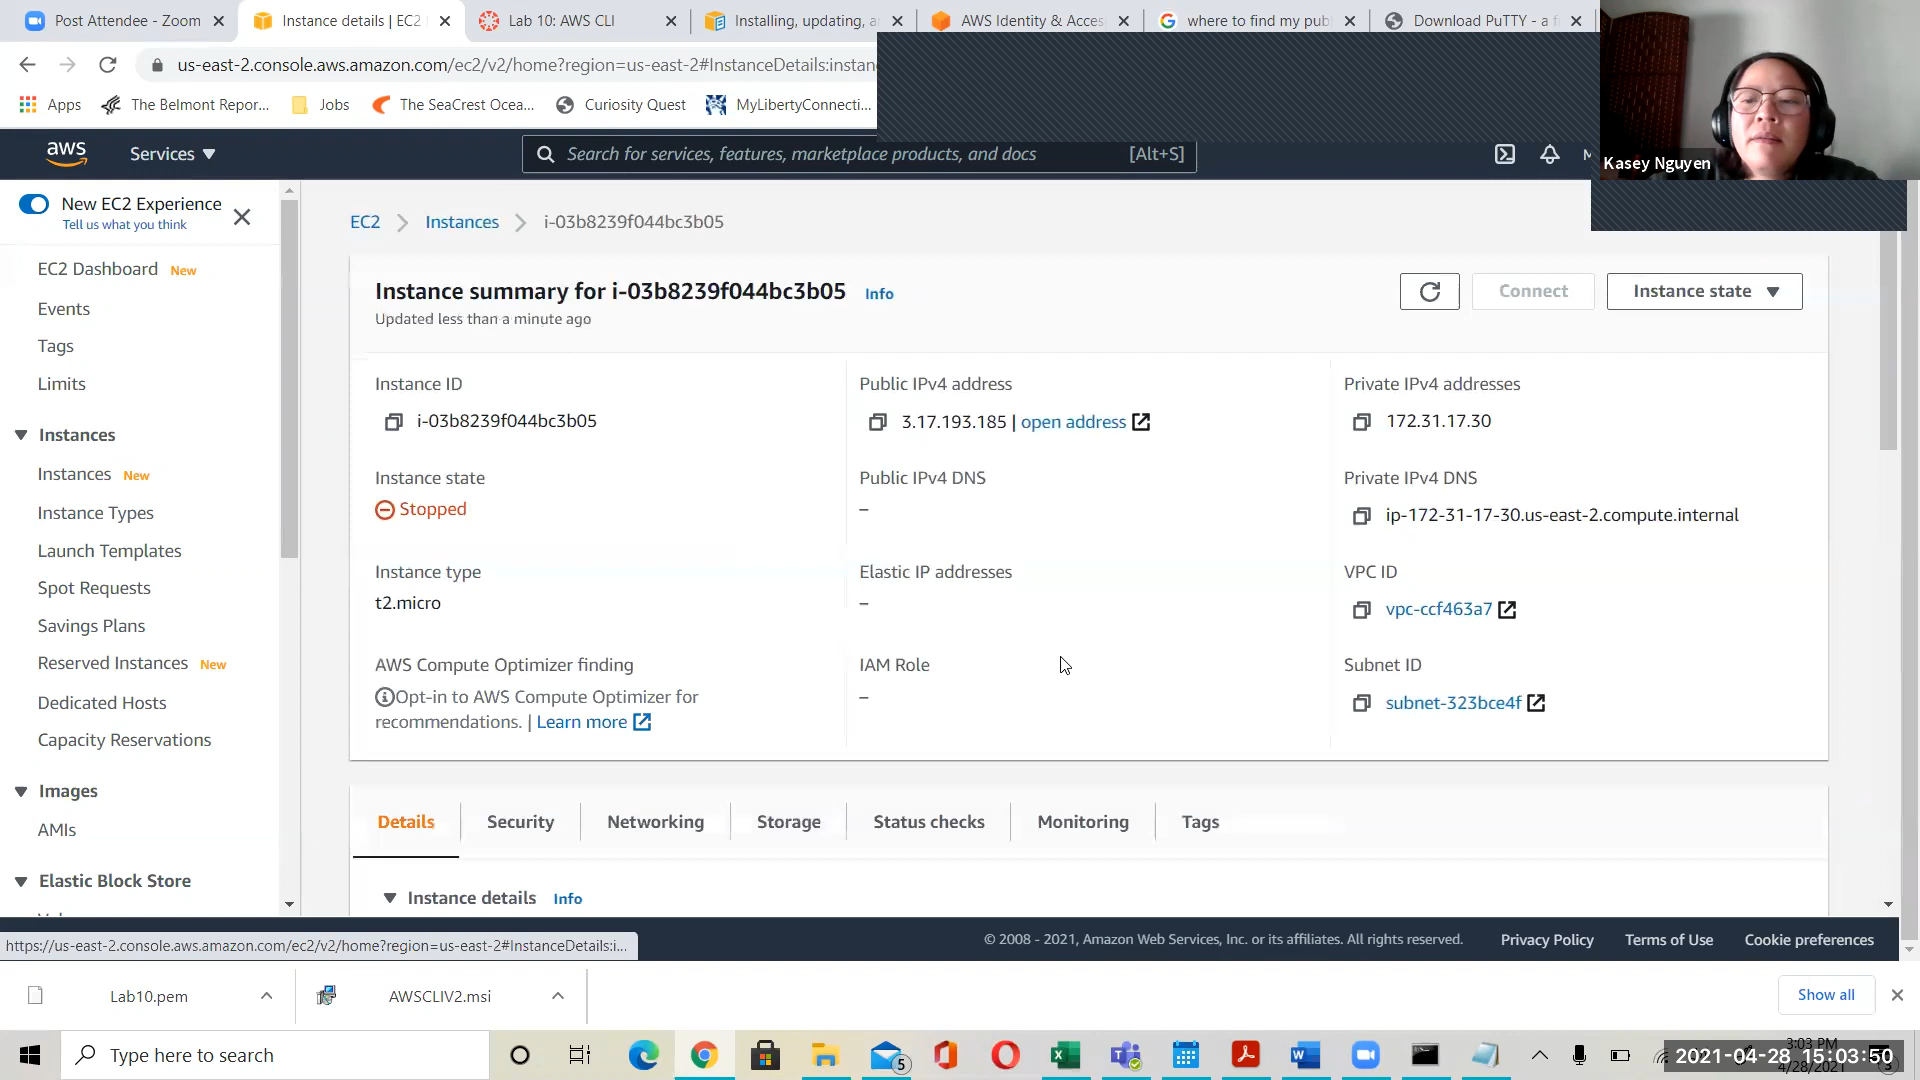 Post Attendee - Zoom
Instance details | EC2
Lab 10: AWS CLI
Installing, updating, a
AWS Identity & Acces
where to find my pub
Download PuTTY - a f
us-east-2.console.aws.amazon.com/ec2/v2/home?region=us-east-2#InstanceDetails:instan
Apps
The Belmont Repor...
Jobs
The SeaCrest Ocea...
Curiosity Quest
MyLibertyConnecti...
Kasey Nguyen
aws
Services
Search for services, features, marketplace products, and docs
[Alt+S]
New EC2 Experience
Tell us what you think
EC2 Dashboard New
Events
Tags
Limits
Instances
Instances New
Instance Types
Launch Templates
Spot Requests
Savings Plans
Reserved Instances New
Dedicated Hosts
Capacity Reservations
Images
AMIs
Elastic Block Store
EC2
Instances
i-03b8239f044bc3b05
Instance summary for i-03b8239f044bc3b05 Info
Updated less than a minute ago
Connect
Instance state
Instance ID
i-03b8239f044bc3b05
Public IPv4 address
3.17.193.185 | open address
Private IPv4 addresses
172.31.17.30
Instance state
Stopped
Public IPv4 DNS
–
Private IPv4 DNS
ip-172-31-17-30.us-east-2.compute.internal
Instance type
t2.micro
Elastic IP addresses
–
VPC ID
vpc-ccf463a7
AWS Compute Optimizer finding
Opt-in to AWS Compute Optimizer for
recommendations. | Learn more
IAM Role
–
Subnet ID
subnet-323bce4f
Details
Security
Networking
Storage
Status checks
Monitoring
Tags
Instance details Info
https://us-east-2.console.aws.amazon.com/ec2/v2/home?region=us-east-2#InstanceDetails:i...
© 2008 - 2021, Amazon Web Services, Inc. or its affiliates. All rights reserved.
Privacy Policy
Terms of Use
Cookie preferences
Lab10.pem
AWSCLIV2.msi
Show all
Type here to search
5
3:03 PM
2021-04-28 15:03:50
4/28/2021